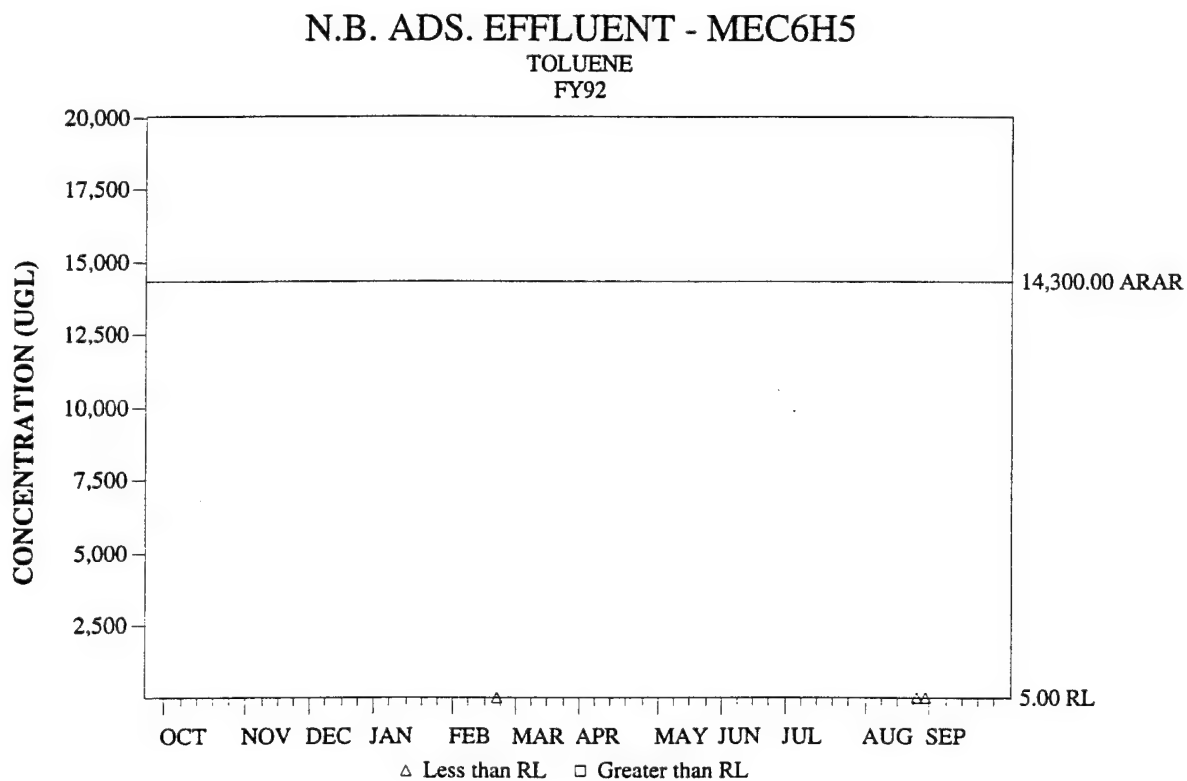 N.B. ADS. EFFLUENT - MEC6H5
TOLUENE
FY92
CONCENTRATION (UGL)
20,000
17,500
15,000
12,500
10,000
7,500
5,000
2,500
14,300.00 ARAR
5.00 RL
OCT NOV DEC JAN FEB MAR APR MAY JUN JUL AUG SEP
△ Less than RL □ Greater than RL